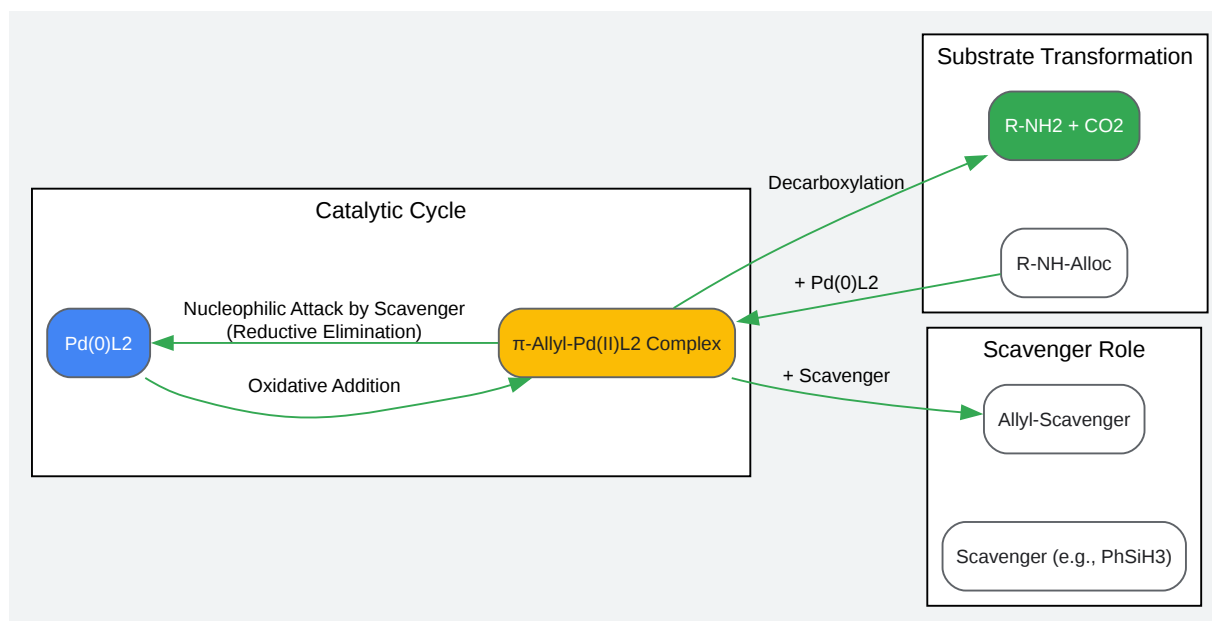 Substrate Transformation
R-NH2 + CO2
Decarboxylation
Catalytic Cycle
R-NH-Alloc
+ Pd(0)L2
Nucleophilic Attack by Scavenger
(Reductive Elimination)
Pd(0)L2
π-Allyl-Pd(II)L2 Complex
Scavenger Role
+ Scavenger
Oxidative Addition
Allyl-Scavenger
Scavenger (e.g., PhSiH3)